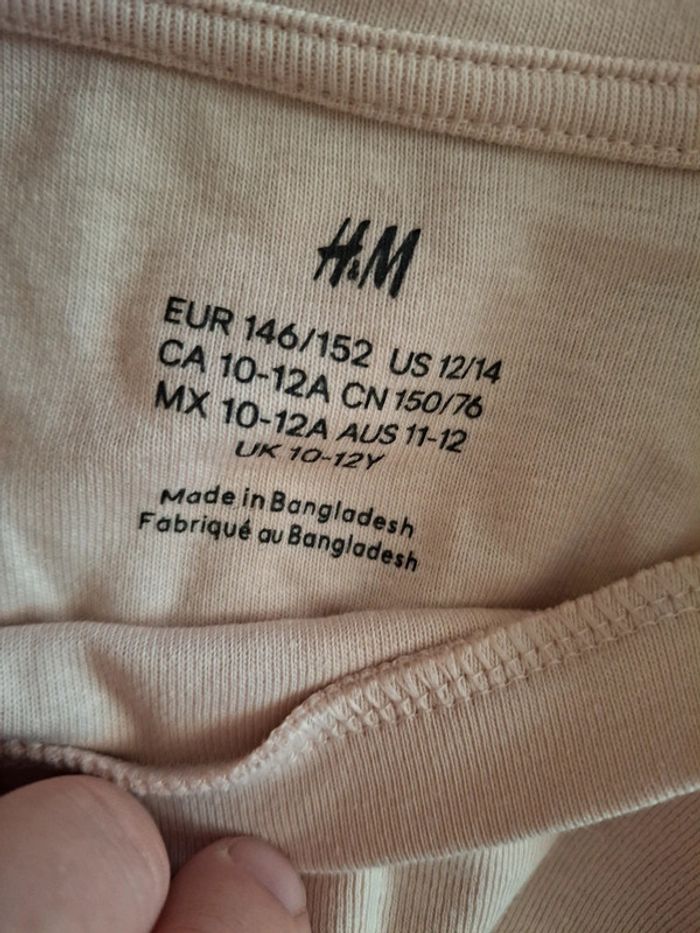 H&M
EUR 146/152 US 12/14
CA 10-12A CN 150/76
MX 10-12A AUS 11-12
UK 10-12Y
Made in Bangladesh
Fabriqué au Bangladesh